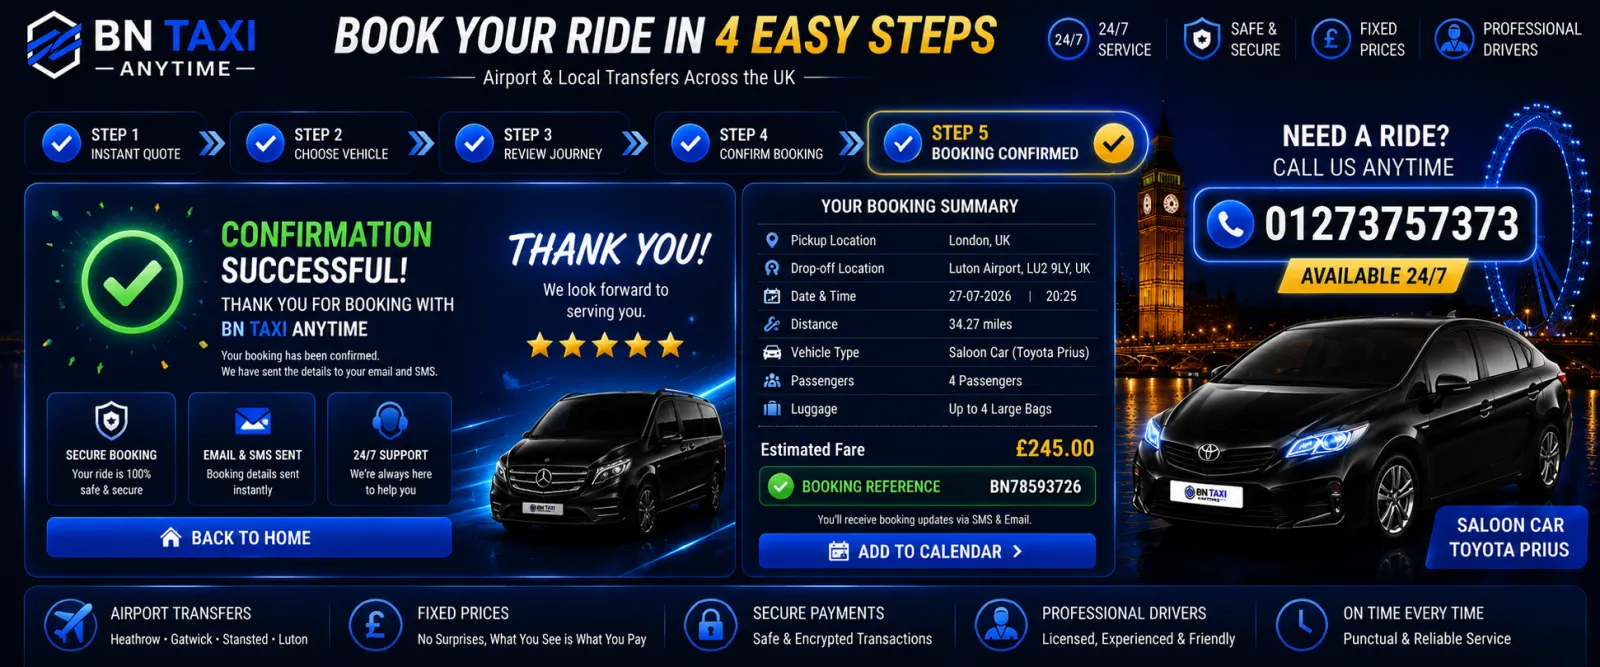 BN TAXI
ANYTIME
BOOK YOUR RIDE IN 4 EASY STEPS
Airport & Local Transfers Across the UK
24/7
24/7
SERVICE
SAFE &
SECURE
£
FIXED
PRICES
PROFESSIONAL
DRIVERS
STEP 1
INSTANT QUOTE
STEP 2
CHOOSE VEHICLE
STEP 3
REVIEW JOURNEY
STEP 4
CONFIRM BOOKING
STEP 5
BOOKING CONFIRMED
CONFIRMATION
SUCCESSFUL!
THANK YOU FOR BOOKING WITH
BN TAXI ANYTIME
Your booking has been confirmed.
We have sent the details to your email and SMS.
SECURE BOOKING
Your ride is 100%
safe & secure
EMAIL & SMS SENT
Booking details sent
instantly
24/7 SUPPORT
We're always here
to help you
BACK TO HOME
THANK YOU!
We look forward to
serving you.
BN TAXI
YOUR BOOKING SUMMARY
Pickup Location London, UK
Drop-off Location Luton Airport, LU2 9LY, UK
Date & Time 27-07-2026 | 20:25
Distance 34.27 miles
Vehicle Type Saloon Car (Toyota Prius)
Passengers 4 Passengers
Luggage Up to 4 Large Bags
Estimated Fare £245.00
BOOKING REFERENCE BN78593726
You'll receive booking updates via SMS & Email.
ADD TO CALENDAR
NEED A RIDE?
CALL US ANYTIME
01273757373
AVAILABLE 24/7
BN TAXI
ANYTIME
SALOON CAR
TOYOTA PRIUS
AIRPORT TRANSFERS
Heathrow • Gatwick • Stansted • Luton
£
FIXED PRICES
No Surprises, What You See is What You Pay
SECURE PAYMENTS
Safe & Encrypted Transactions
PROFESSIONAL DRIVERS
Licensed, Experienced & Friendly
ON TIME EVERY TIME
Punctual & Reliable Service